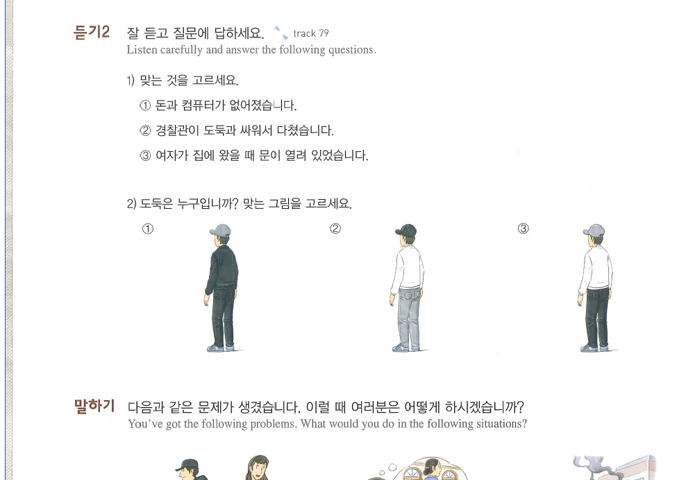 듣기2 잘 듣고 질문에 답하세요. track 79
Listen carefully and answer the following questions.
1) 맞는 것을 고르세요.
① 돈과 컴퓨터가 없어졌습니다.
② 경찰관이 도둑과 싸워서 다쳤습니다.
③ 여자가 집에 왔을 때 문이 열려 있었습니다.
2) 도둑은 누구입니까? 맞는 그림을 고르세요.
① ② ③
말하기 다음과 같은 문제가 생겼습니다. 이럴 때 여러분은 어떻게 하시겠습니까?
You've got the following problems. What would you do in the following situations?